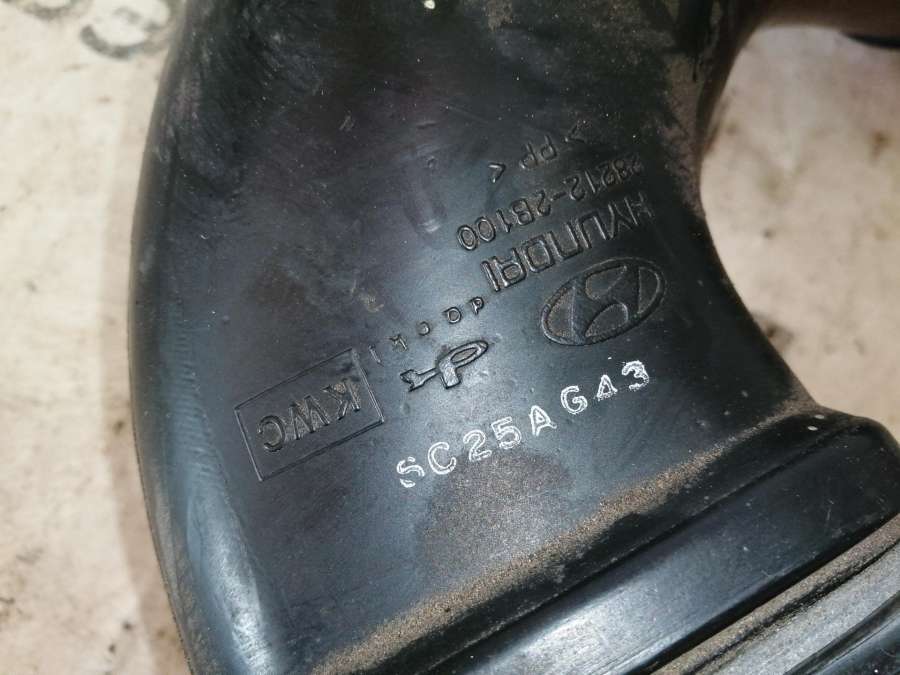 >PP<
28212-2B100
HYUNDAI
KWC
SC25AG43